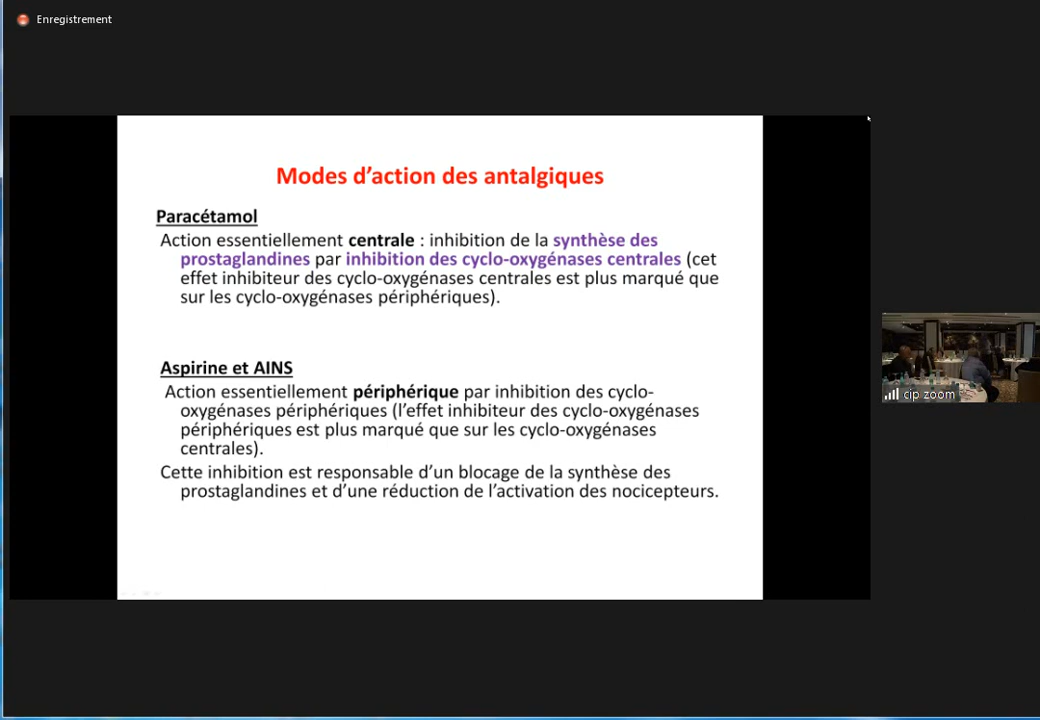 Enregistrement
Modes d’action des antalgiques
Paracétamol
Action essentiellement centrale : inhibition de la synthèse des
prostaglandines par inhibition des cyclo-oxygénases centrales (cet
effet inhibiteur des cyclo-oxygénases centrales est plus marqué que
sur les cyclo-oxygénases périphériques).
Aspirine et AINS
Action essentiellement périphérique par inhibition des cyclo-
oxygénases périphériques (l’effet inhibiteur des cyclo-oxygénases
périphériques est plus marqué que sur les cyclo-oxygénases
centrales).
Cette inhibition est responsable d’un blocage de la synthèse des
prostaglandines et d’une réduction de l’activation des nocicepteurs.
cip zoom